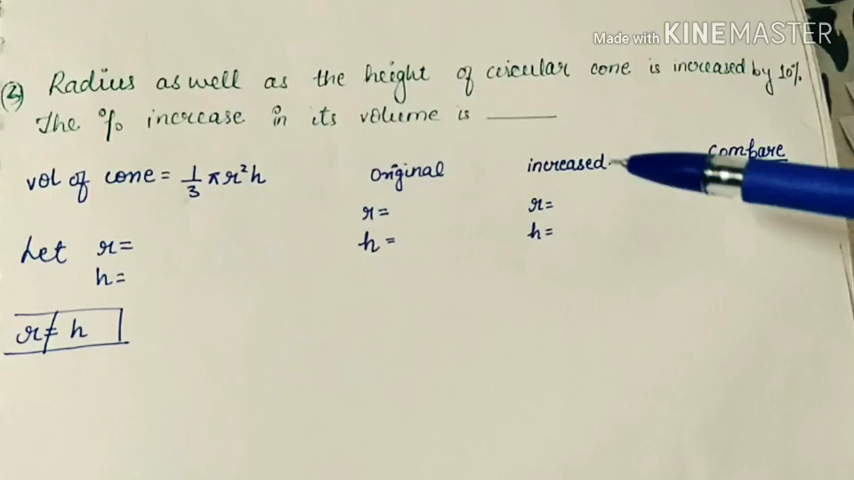 Made with KINEMASTER
(2) Radius as well as the height of circular cone is increased by 10%.
The % increase in its volume is ______
vol of cone = 1/3 πr²h
original
increased
compare
r=
r=
h=
h=
Let r=
h=
r≠h